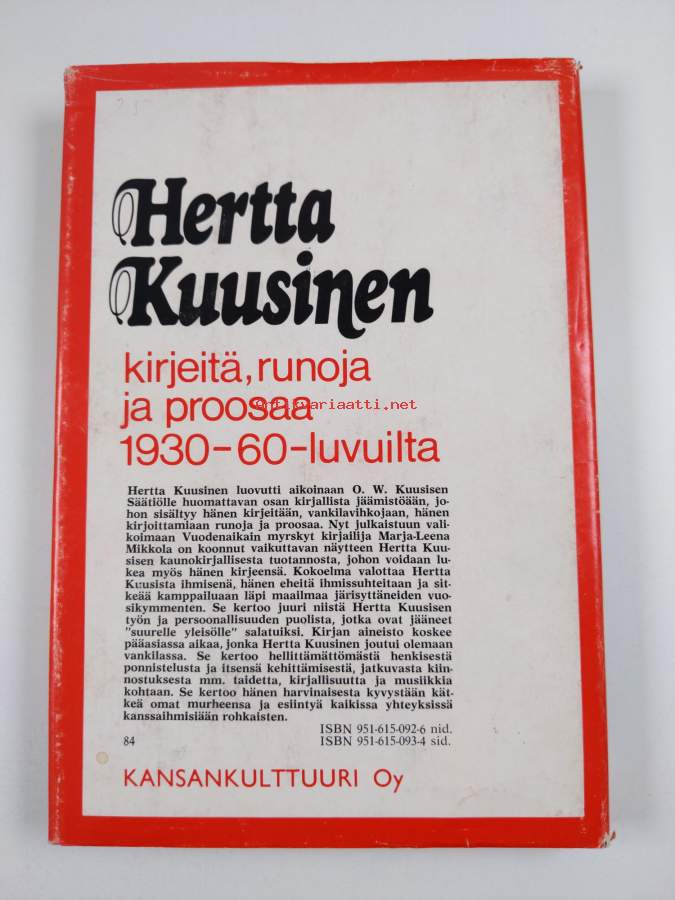 Hertta
Kuusinen
kirjeitä, runoja
ja proosaa
antikvariaatti.net
1930-60-luvuilta
Hertta Kuusinen luovutti aikoinaan O. W. Kuusisen
Säätiölle huomattavan osan kirjallista jäämistöään, jo-
hon sisältyy hänen kirjeitään, vankilavihkojaan, hänen
kirjoittamiaan runoja ja proosaa. Nyt julkaistuun vali-
koimaan Vuodenaikain myrskyt kirjailija Marja-Leena
Mikkola on koonnut vaikuttavan näytteen Hertta Kuu-
sisen kaunokirjallisesta tuotannosta, johon voidaan lu-
kea myös hänen kirjeensä. Kokoelma valottaa Hertta
Kuusista ihmisenä, hänen eheitä ihmissuhteitaan ja sit-
keää kamppailuaan läpi maailmaa järisyttäneiden vuo-
sikymmenten. Se kertoo juuri niistä Hertta Kuusisen
työn ja persoonallisuuden puolista, jotka ovat jääneet
"suurelle yleisölle" salatuiksi. Kirjan aineisto koskee
pääasiassa aikaa, jonka Hertta Kuusinen joutui olemaan
vankilassa. Se kertoo hellittämättömästä henkisestä
ponnistelusta ja itsensä kehittämisestä, jatkuvasta kiin-
nostuksesta mm. taidetta, kirjallisuutta ja musiikkia
kohtaan. Se kertoo hänen harvinaisesta kyvystään kät-
keä omat murheensa ja esiintyä kaikissa yhteyksissä
kanssaihmisiään rohkaisten.
ISBN 951-615-092-6 nid.
84 ISBN 951-615-093-4 sid.
KANSANKULTTUURI Oy